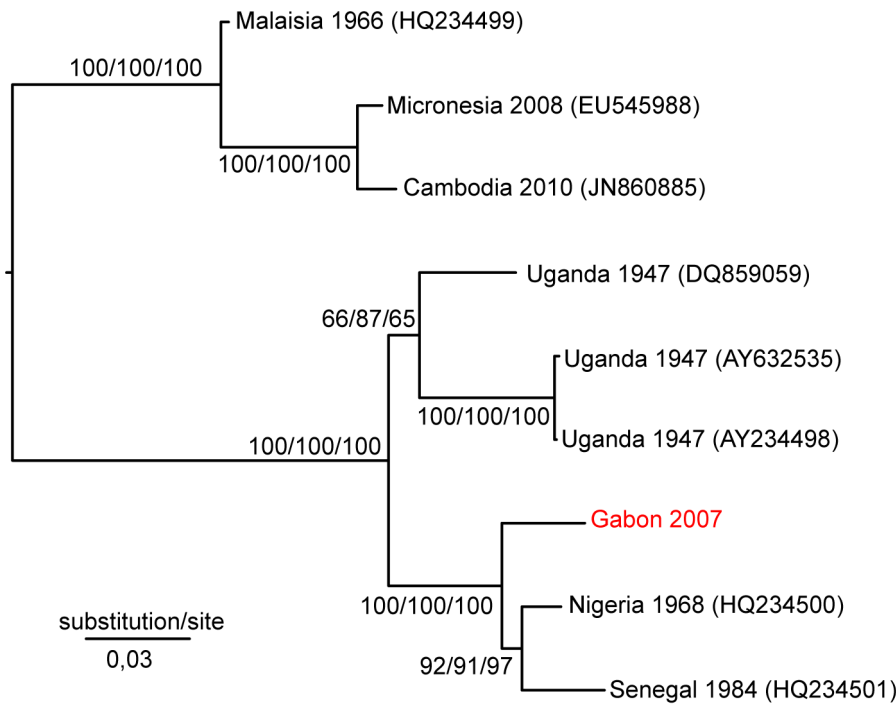 Malaisia 1966 (HQ234499)
100/100/100
Micronesia 2008 (EU545988)
100/100/100
Cambodia 2010 (JN860885)
Uganda 1947 (DQ859059)
66/87/65
Uganda 1947 (AY632535)
100/100/100
Uganda 1947 (AY234498)
100/100/100
Gabon 2007
100/100/100
Nigeria 1968 (HQ234500)
substitution/site
0,03
92/91/97
Senegal 1984 (HQ234501)